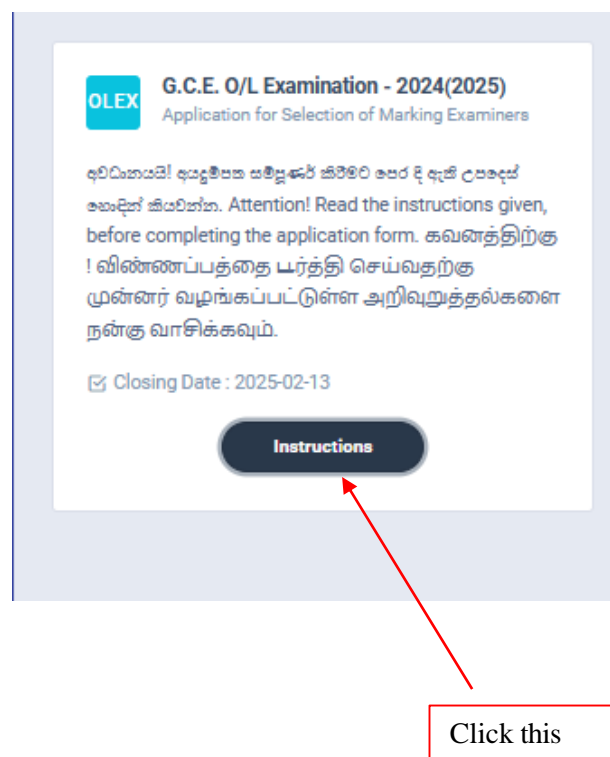 OLEX
G.C.E. O/L Examination - 2024(2025)
Application for Selection of Marking Examiners
අවධානයයි! අයදුම්පත සම්පූර්ණ කිරීමට පෙර දී ඇති උපදෙස්
හොඳින් කියවන්න. Attention! Read the instructions given,
before completing the application form. கவனத்திற்கு
! விண்ணப்பத்தை பூர்த்தி செய்வதற்கு
முன்னர் வழங்கப்பட்டுள்ள அறிவுறுத்தல்களை
நன்கு வாசிக்கவும்.
Closing Date : 2025-02-13
Instructions
Click this